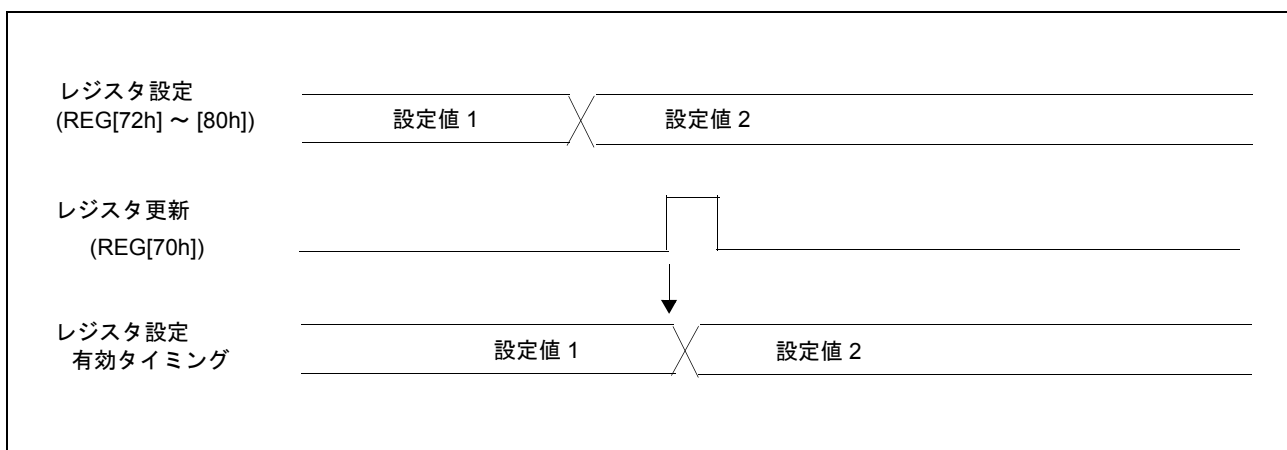 レジスタ設定
(REG[72h] ～ [80h])
設定値 1
設定値 2
レジスタ更新
(REG[70h])
レジスタ設定
有効タイミング
設定値 1
設定値 2